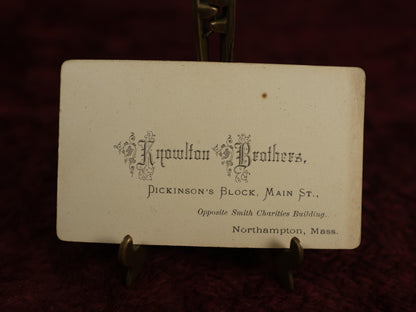 Knowlton Brothers,
Dickinson's Block, Main St.,
Opposite Smith Charities Building.
Northampton, Mass.